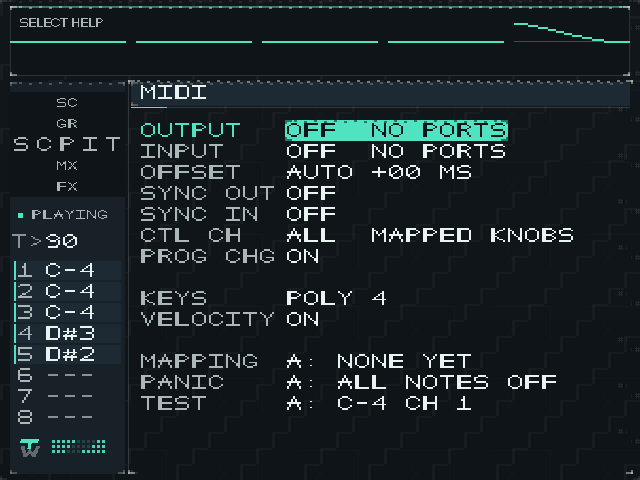 SELECT HELP
MIDI
SC
GR
SCPIT
MX
FX
PLAYING
T>90
1 C-4
2 C-4
3 C-4
4 D#3
5 D#2
6 ---
7 ---
8 ---
TW
OUTPUT OFF NO PORTS
INPUT OFF NO PORTS
OFFSET AUTO +00 MS
SYNC OUT OFF
SYNC IN OFF
CTL CH ALL MAPPED KNOBS
PROG CHG ON
KEYS POLY 4
VELOCITY ON
MAPPING A: NONE YET
PANIC A: ALL NOTES OFF
TEST A: C-4 CH 1